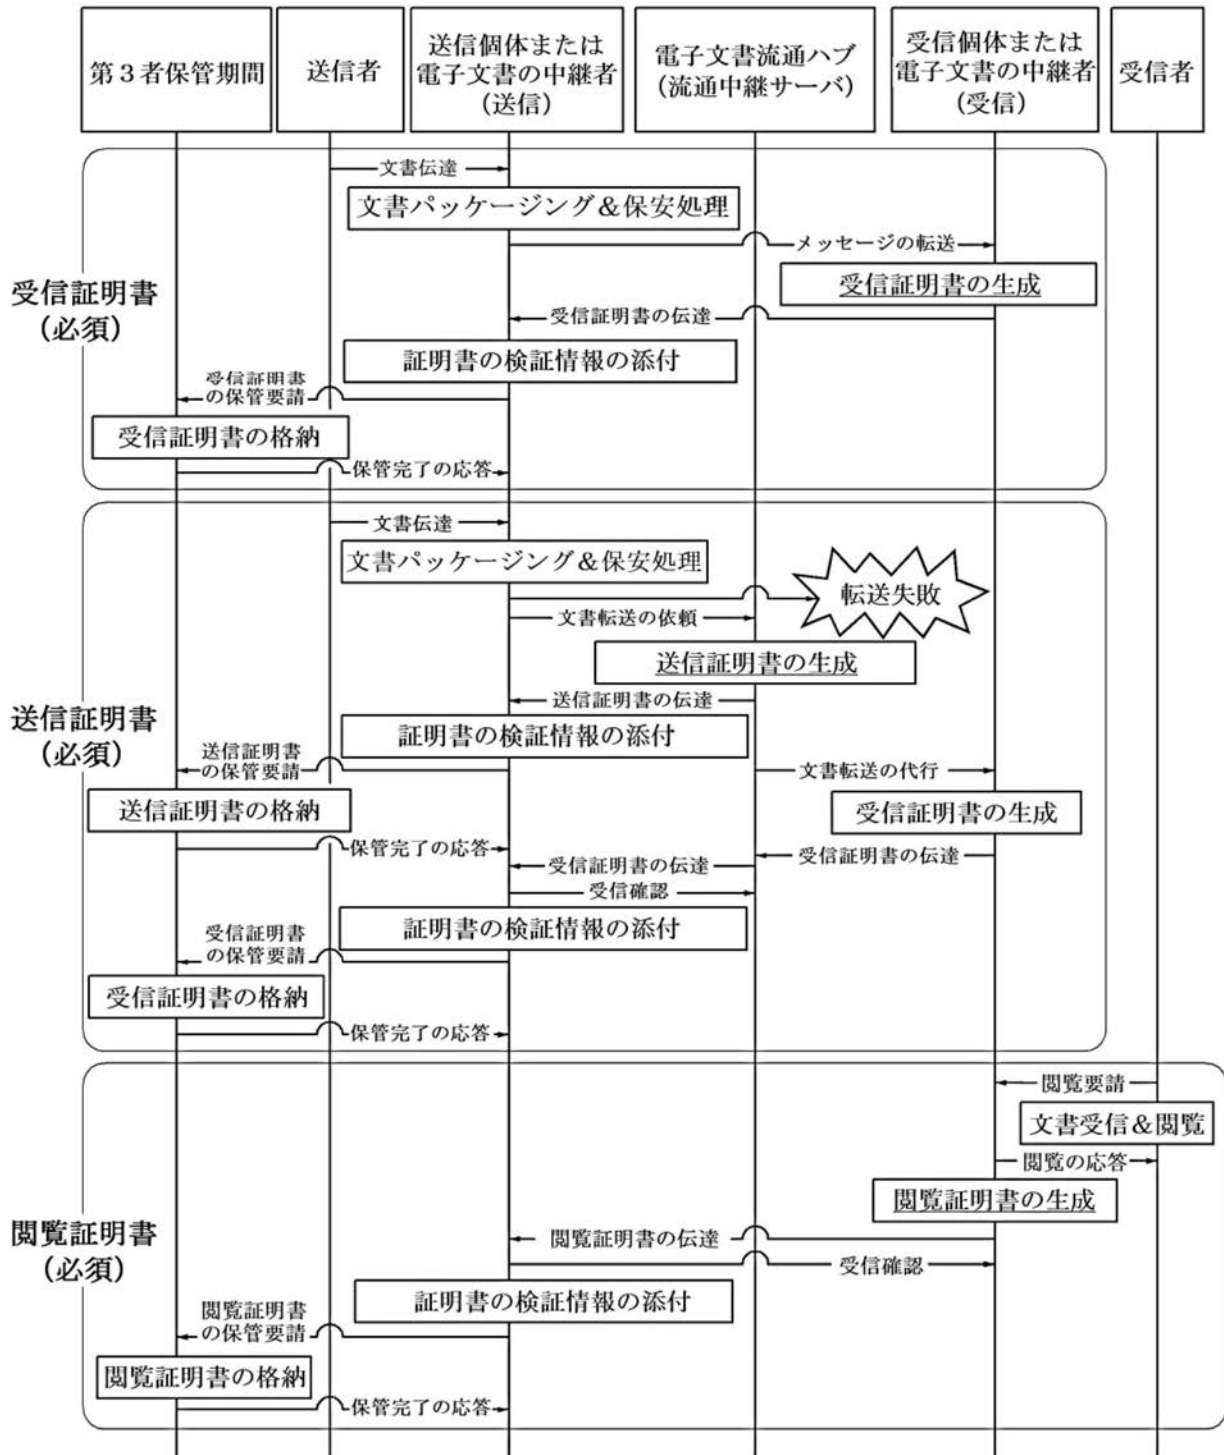 第3者保管期間
送信者
送信個体または
電子文書の中継者
(送信)
電子文書流通ハブ
(流通中継サーバ)
受信個体または
電子文書の中継者
(受信)
受信者
受信証明書
(必須)
文書伝達
文書パッケージング&保安処理
メッセージの転送
受信証明書の生成
受信証明書の伝達
証明書の検証情報の添付
受信証明書
の保管要請
受信証明書の格納
保管完了の応答
送信証明書
(必須)
文書伝達
文書パッケージング&保安処理
転送失敗
文書転送の依頼
送信証明書の生成
送信証明書の伝達
証明書の検証情報の添付
送信証明書
の保管要請
文書転送の代行
送信証明書の格納
受信証明書の生成
保管完了の応答
受信証明書の伝達
受信証明書の伝達
受信確認
証明書の検証情報の添付
受信証明書
の保管要請
受信証明書の格納
保管完了の応答
閲覧証明書
(必須)
閲覧要請
文書受信&閲覧
閲覧の応答
閲覧証明書の生成
閲覧証明書の伝達
受信確認
証明書の検証情報の添付
閲覧証明書
の保管要請
閲覧証明書の格納
保管完了の応答